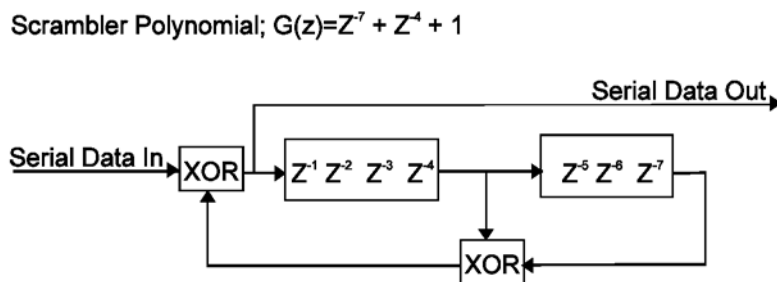 Scrambler Polynomial; G(z)=Z⁻⁷ + Z⁻⁴ + 1
Serial Data Out
Serial Data In
XOR
Z⁻¹ Z⁻² Z⁻³ Z⁻⁴
Z⁻⁵ Z⁻⁶ Z⁻⁷
XOR